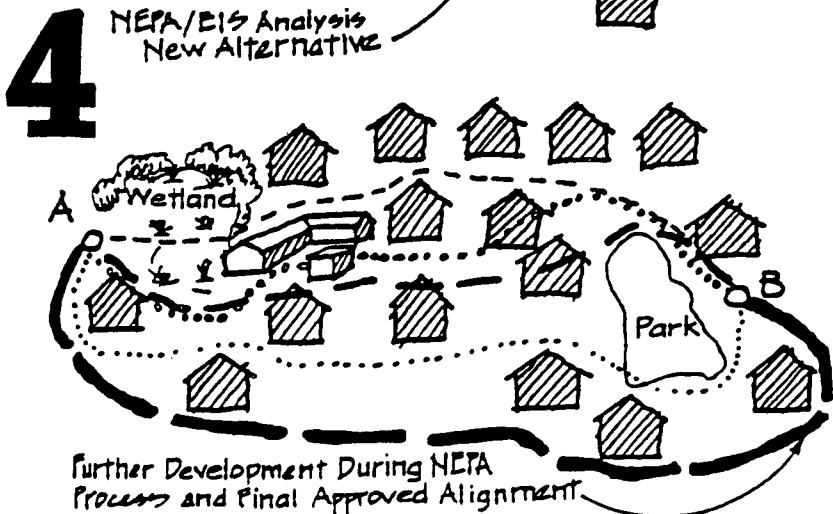 4
NEPA/EIS Analysis
New Alternative
Wetland
A
B
Park
Further Development During NEPA
Process and Final Approved Alignment